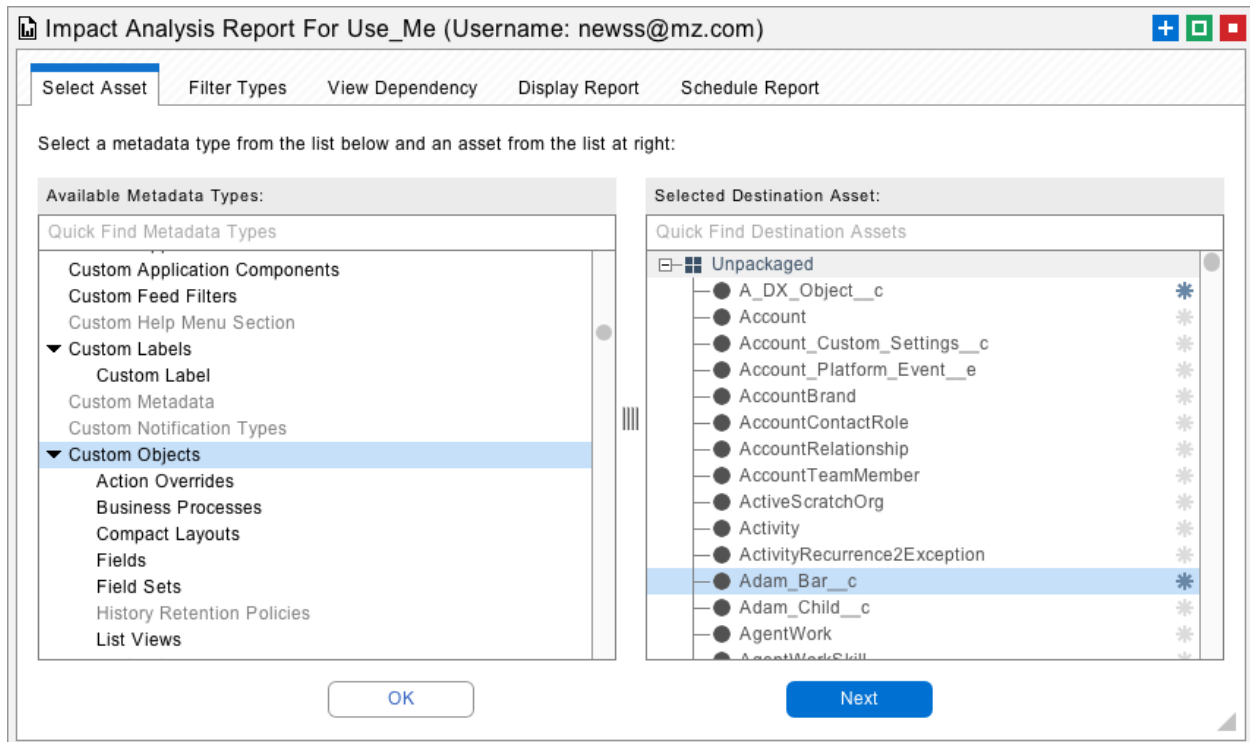 Impact Analysis Report For Use_Me (Username: newss@mz.com)
Select Asset Filter Types View Dependency Display Report Schedule Report
Select a metadata type from the list below and an asset from the list at right:
Available Metadata Types:
Quick Find Metadata Types
Custom Application Components
Custom Feed Filters
Custom Help Menu Section
Custom Labels
Custom Label
Custom Metadata
Custom Notification Types
Custom Objects
Action Overrides
Business Processes
Compact Layouts
Fields
Field Sets
History Retention Policies
List Views
Selected Destination Asset:
Quick Find Destination Assets
Unpackaged
A_DX_Object__c
Account
Account_Custom_Settings__c
Account_Platform_Event__e
AccountBrand
AccountContactRole
AccountRelationship
AccountTeamMember
ActiveScratchOrg
Activity
ActivityRecurrence2Exception
Adam_Bar__c
Adam_Child__c
AgentWork
AgentWorkSkill
OK
Next